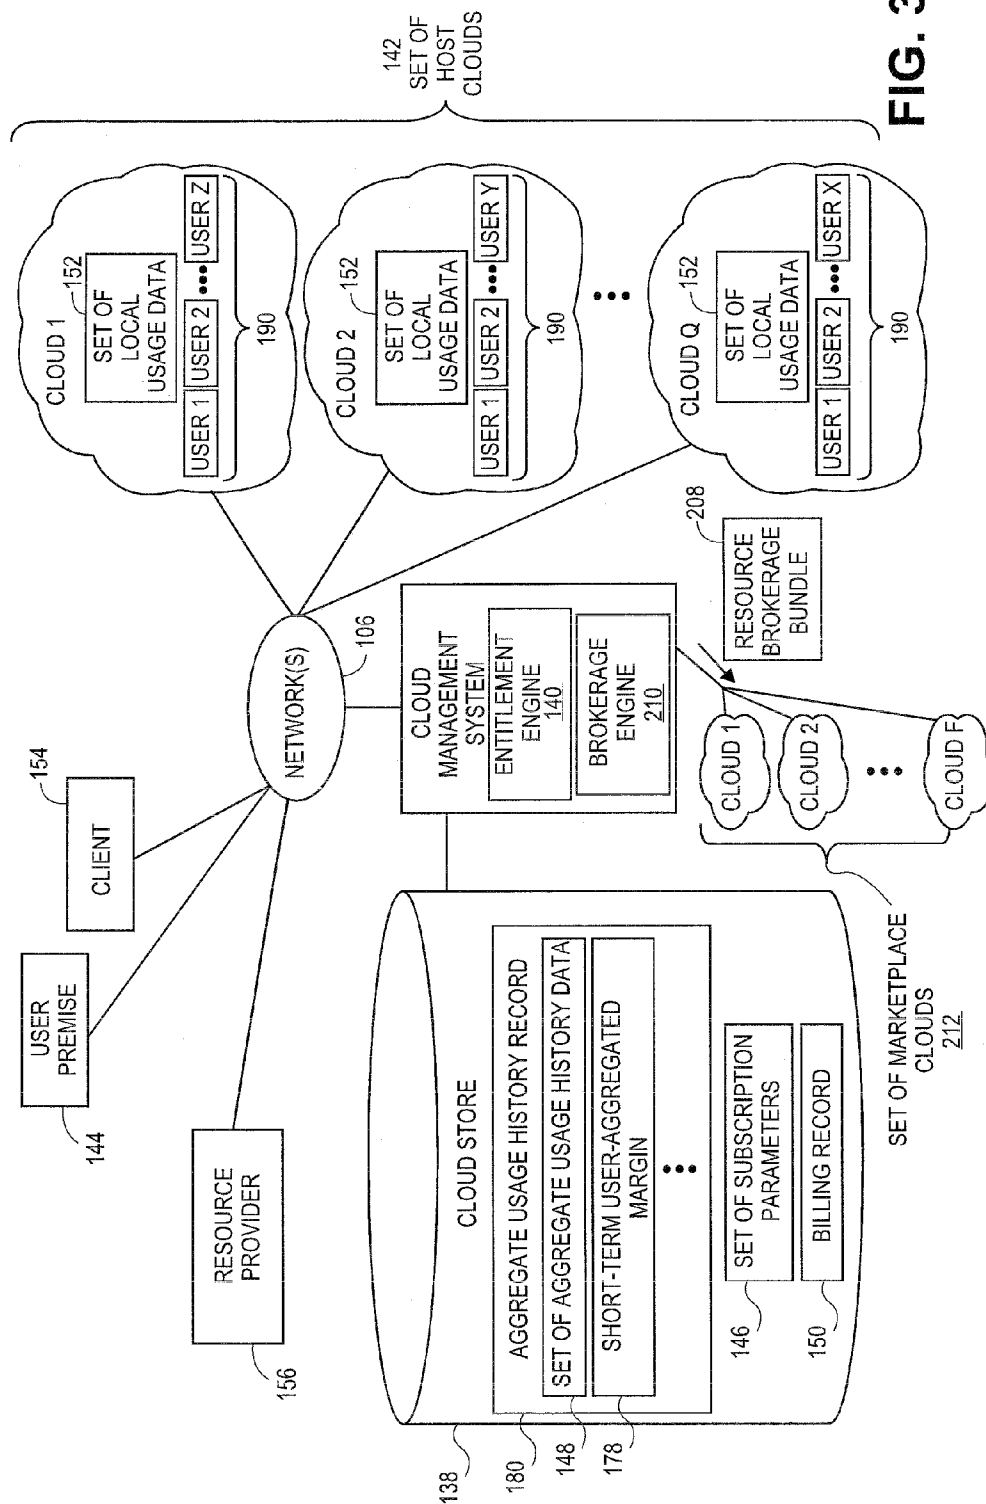 142
SET OF
HOST
CLOUDS
CLOUD 1
152
SET OF
LOCAL
USAGE DATA
USER 1
USER 2
USER Z
190
CLOUD 2
152
SET OF
LOCAL
USAGE DATA
USER 1
USER 2
USER Y
190
CLOUD Q
152
SET OF
LOCAL
USAGE DATA
USER 1
USER 2
USER X
190
154
CLIENT
USER
PREMISE
144
RESOURCE
PROVIDER
156
NETWORK(S)
106
CLOUD
MANAGEMENT
SYSTEM
ENTITLEMENT
ENGINE
140
BROKERAGE
ENGINE
210
208
RESOURCE
BROKERAGE
BUNDLE
CLOUD 1
CLOUD 2
CLOUD F
SET OF MARKETPLACE
CLOUDS
212
CLOUD STORE
AGGREGATE USAGE HISTORY RECORD
SET OF AGGREGATE USAGE HISTORY DATA
SHORT-TERM USER-AGGREGATED
MARGIN
SET OF SUBSCRIPTION
PARAMETERS
BILLING RECORD
138
180
148
178
146
150
FIG. 3